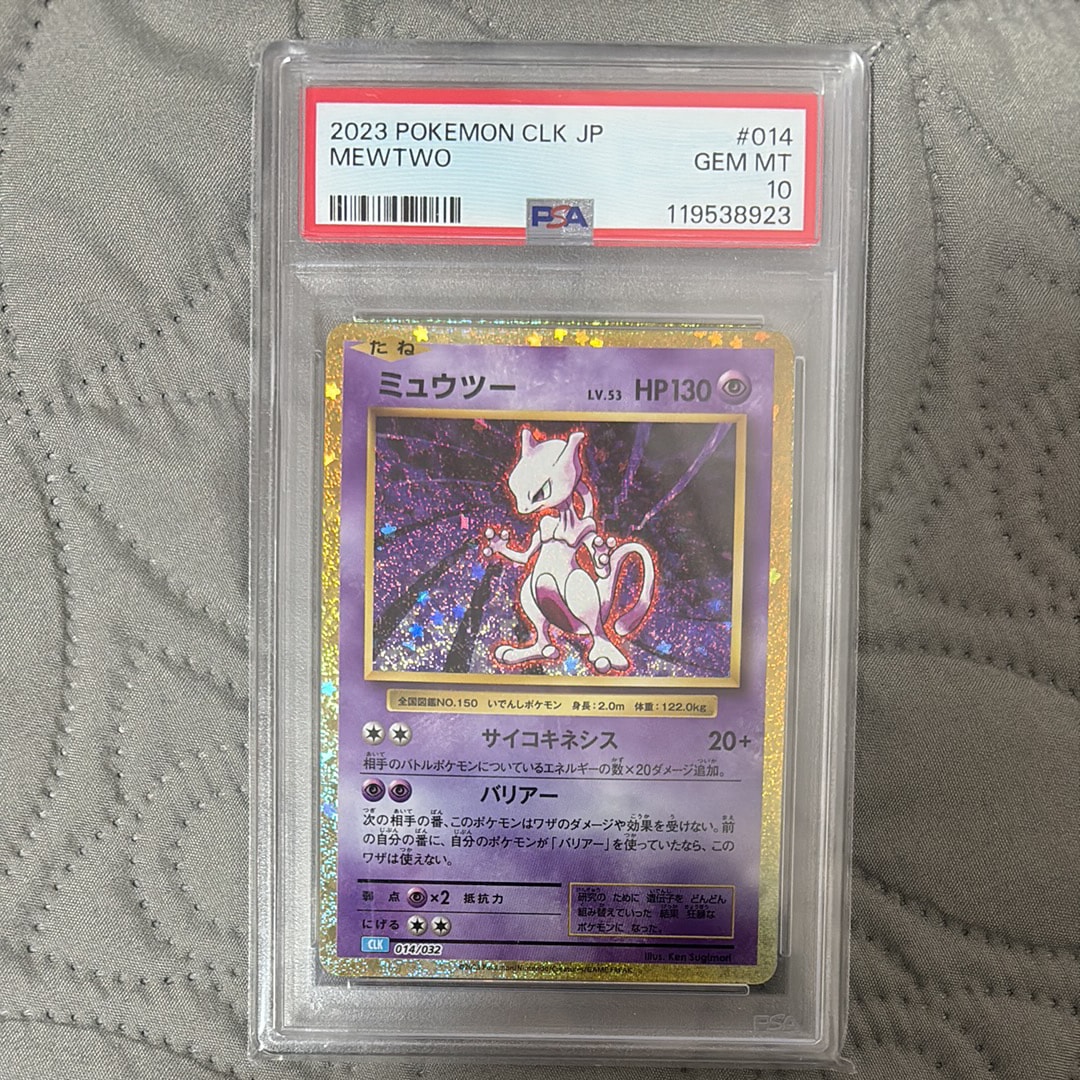 2023 POKEMON CLK JP #014
MEWTWO GEM MT
10
PSA 119538923
たね
ミュウツー LV.53 HP130
全国図鑑NO.150 いでんしポケモン 身長:2.0m 体重:122.0kg
サイコキネシス 20+
相手のバトルポケモンについているエネルギーの数×20ダメージ追加。
バリアー
次の相手の番、このポケモンはワザのダメージや効果を受けない。前
の自分の番に、自分のポケモンが「バリアー」を使っていたなら、この
ワザは使えない。
弱点 ×2 抵抗力
にげる
研究の ために 遺伝子を どんどん
組み替えていった 結果 狂暴な
ポケモンに なった。
CLK 014/032
Illus. Ken Sugimori
PSA